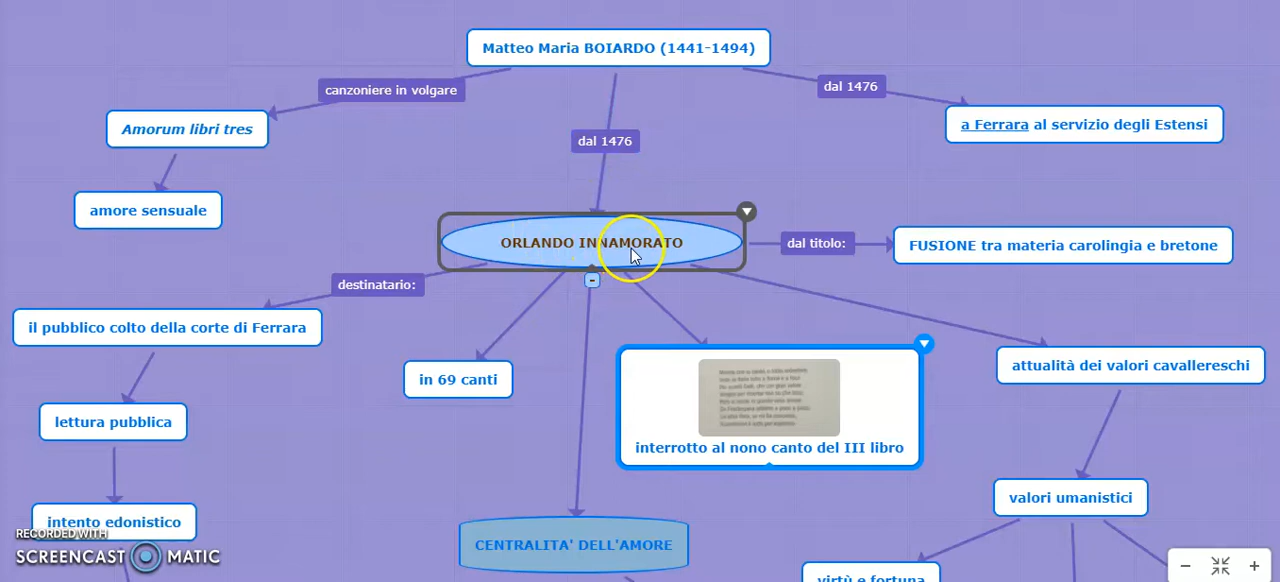 Matteo Maria BOIARDO (1441-1494)
canzoniere in volgare
dal 1476
Amorum libri tres
a Ferrara al servizio degli Estensi
dal 1476
amore sensuale
ORLANDO INNAMORATO
dal titolo:
FUSIONE tra materia carolingia e bretone
destinatario:
il pubblico colto della corte di Ferrara
in 69 canti
attualità dei valori cavallereschi
lettura pubblica
interrotto al nono canto del III libro
valori umanistici
intento edonistico
CENTRALITA' DELL'AMORE
virtù e fortuna
RECORDED WITH
SCREENCAST MATIC